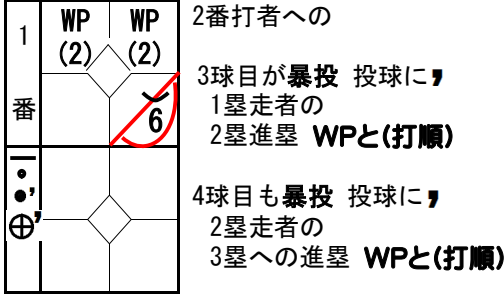 1
番
WP WP
(2) (2)
6
2番打者への
3球目が暴投 投球に❜
1塁走者の
2塁進塁 WPと(打順)
4球目も暴投 投球に❜
2塁走者の
3塁への進塁 WPと(打順)